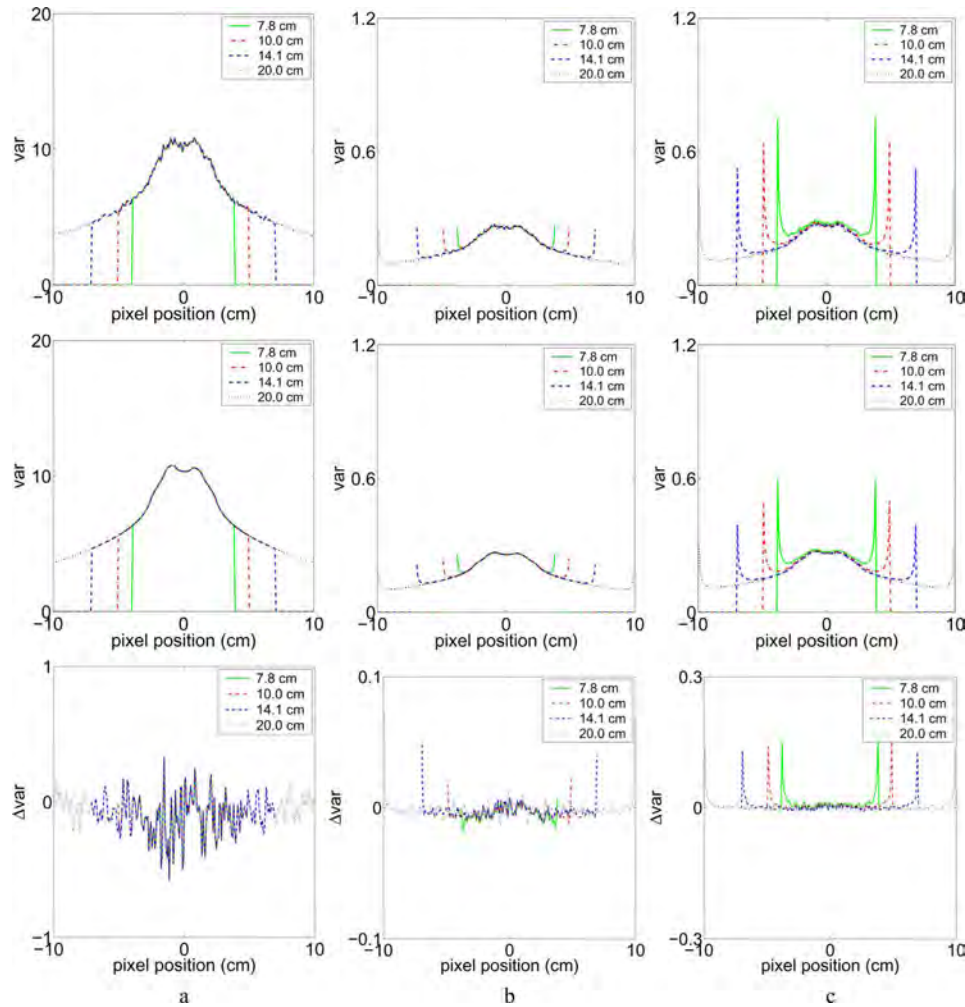 20
10
0
var
−10
0
10
pixel position (cm)
7.8 cm
10.0 cm
14.1 cm
20.0 cm
1.2
0.6
0
var
−10
0
10
pixel position (cm)
7.8 cm
10.0 cm
14.1 cm
20.0 cm
1.2
0.6
0
var
−10
0
10
pixel position (cm)
7.8 cm
10.0 cm
14.1 cm
20.0 cm
20
10
0
var
−10
0
10
pixel position (cm)
7.8 cm
10.0 cm
14.1 cm
20.0 cm
1.2
0.6
0
var
−10
0
10
pixel position (cm)
7.8 cm
10.0 cm
14.1 cm
20.0 cm
1.2
0.6
0
var
−10
0
10
pixel position (cm)
7.8 cm
10.0 cm
14.1 cm
20.0 cm
1
0
−1
Δvar
−10
0
10
pixel position (cm)
7.8 cm
10.0 cm
14.1 cm
20.0 cm
a
0.1
0
−0.1
Δvar
−10
0
10
pixel position (cm)
7.8 cm
10.0 cm
14.1 cm
20.0 cm
b
0.3
0
−0.3
Δvar
−10
0
10
pixel position (cm)
7.8 cm
10.0 cm
14.1 cm
20.0 cm
c